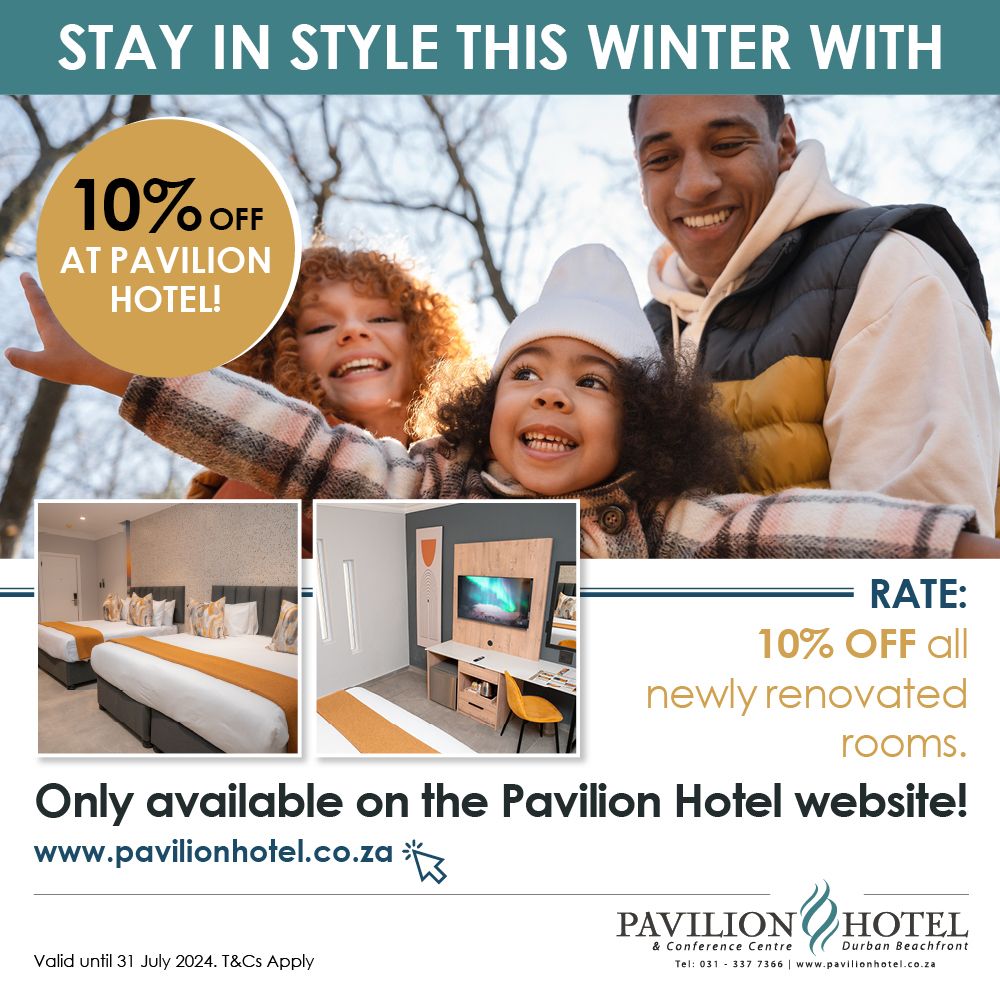 STAY IN STYLE THIS WINTER WITH
10% OFF
AT PAVILION
HOTEL!
RATE:
10% OFF all
newly renovated
rooms.
Only available on the Pavilion Hotel website!
www.pavilionhotel.co.za
PAVILION HOTEL
& Conference Centre Durban Beachfront
Tel: 031 - 337 7366 | www.pavilionhotel.co.za
Valid until 31 July 2024. T&Cs Apply